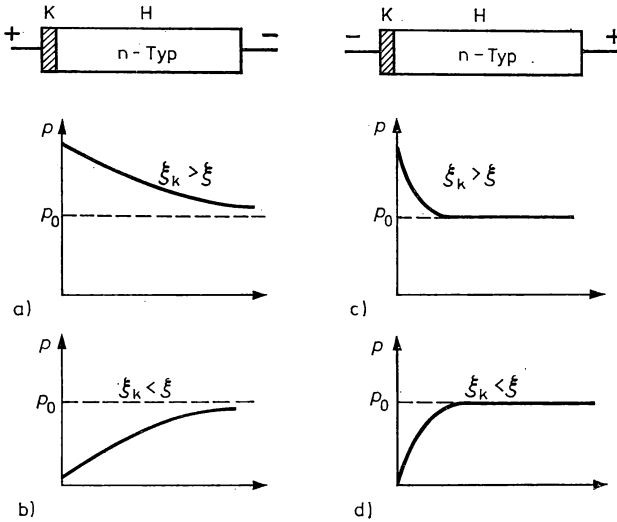 K H K H
+ n-Typ − − n-Typ +
p p
ξₖ > ξ ξₖ > ξ
p₀ p₀
a) c)
p p
p₀ ξₖ < ξ p₀ ξₖ < ξ
b) d)